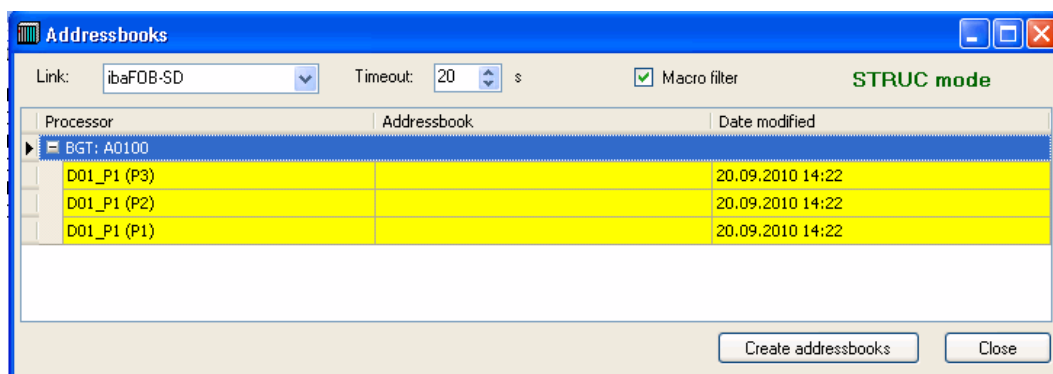 Addressbooks
Link: ibaFOB-SD Timeout: 20 s Macro filter STRUC mode
Processor Addressbook Date modified
BGT: A0100
D01_P1 (P3) 20.09.2010 14:22
D01_P1 (P2) 20.09.2010 14:22
D01_P1 (P1) 20.09.2010 14:22
Create addressbooks Close